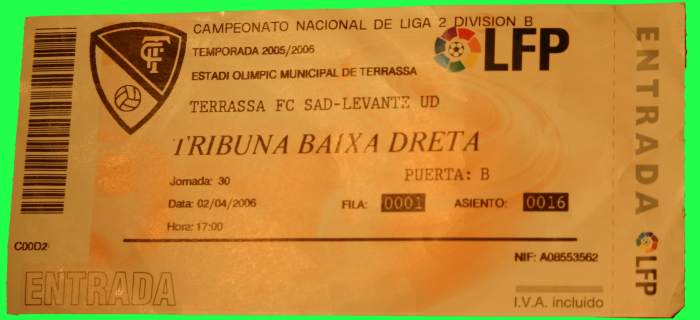 CAMPEONATO NACIONAL DE LIGA 2 DIVISION B
TEMPORADA 2005/2006
LFP
ESTADI OLIMPIC MUNICIPAL DE TERRASSA
TERRASSA FC SAD-LEVANTE UD
TRIBUNA BAIXA DRETA
PUERTA: B
Jornada: 30
Data: 02/04/2006
FILA: 0001 ASIENTO: 0016
Hora: 17:00
C00D2
NIF: A08553562
ENTRADA
I.V.A. incluido
ENTRADA
LFP